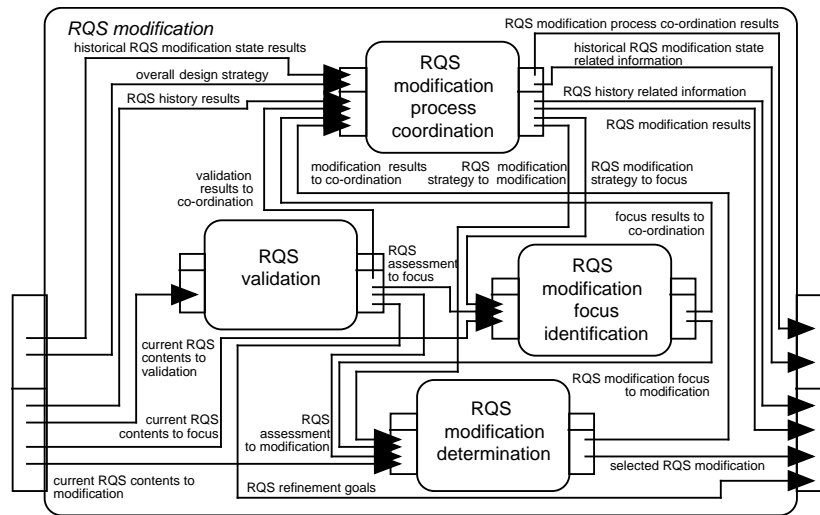 RQS modification
historical RQS modification state results
overall design strategy
RQS history results
RQS
modification
process
coordination
RQS modification process co-ordination results
historical RQS modification state
related information
RQS history related information
RQS modification results
validation
results to
co-ordination
modification results
to co-ordination
RQS modification
strategy to modification
RQS modification
strategy to focus
focus results to
co-ordination
RQS
validation
RQS
assessment
to focus
RQS
modification
focus
identification
current RQS
contents to
validation
RQS modification focus
to modification
current RQS
contents to focus
RQS
assessment
to modification
RQS
modification
determination
selected RQS modification
current RQS contents to
modification
RQS refinement goals